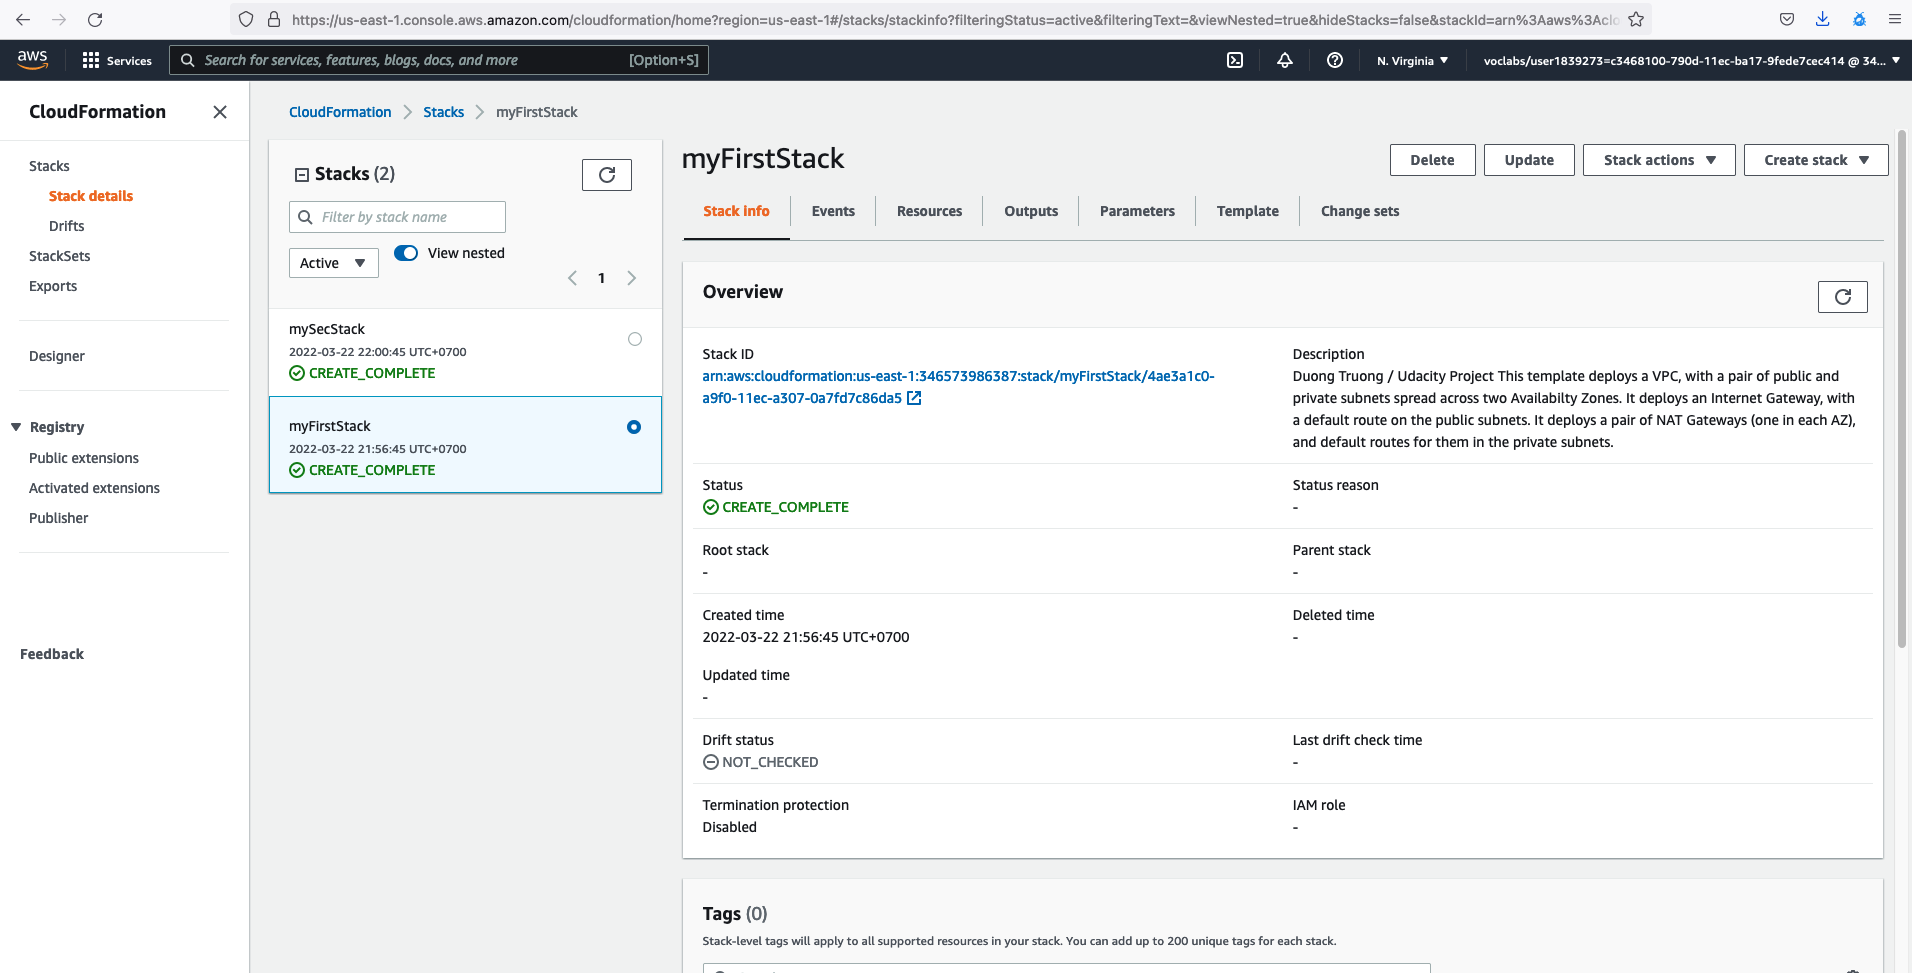 https://us-east-1.console.aws.amazon.com/cloudformation/home?region=us-east-1#/stacks/stackinfo?filteringStatus=active&filteringText=&viewNested=true&hideStacks=false&stackId=arn%3Aaws%3Aclo
aws
Services
Search for services, features, blogs, docs, and more
[Option+S]
N. Virginia
voclabs/user1839273=c3468100-790d-11ec-ba17-9fede7cec414 @ 34...
CloudFormation
Stacks
Stack details
Drifts
StackSets
Exports
Designer
Registry
Public extensions
Activated extensions
Publisher
Feedback
CloudFormation
Stacks
myFirstStack
Stacks (2)
Filter by stack name
Active
View nested
1
mySecStack
2022-03-22 22:00:45 UTC+0700
CREATE_COMPLETE
myFirstStack
2022-03-22 21:56:45 UTC+0700
CREATE_COMPLETE
myFirstStack
Delete
Update
Stack actions
Create stack
Stack info
Events
Resources
Outputs
Parameters
Template
Change sets
Overview
Stack ID
arn:aws:cloudformation:us-east-1:346573986387:stack/myFirstStack/4ae3a1c0-
a9f0-11ec-a307-0a7fd7c86da5
Description
Duong Truong / Udacity Project This template deploys a VPC, with a pair of public and
private subnets spread across two Availabilty Zones. It deploys an Internet Gateway, with
a default route on the public subnets. It deploys a pair of NAT Gateways (one in each AZ),
and default routes for them in the private subnets.
Status
CREATE_COMPLETE
Status reason
-
Root stack
-
Parent stack
-
Created time
2022-03-22 21:56:45 UTC+0700
Deleted time
-
Updated time
-
Drift status
NOT_CHECKED
Last drift check time
-
Termination protection
Disabled
IAM role
-
Tags (0)
Stack-level tags will apply to all supported resources in your stack. You can add up to 200 unique tags for each stack.